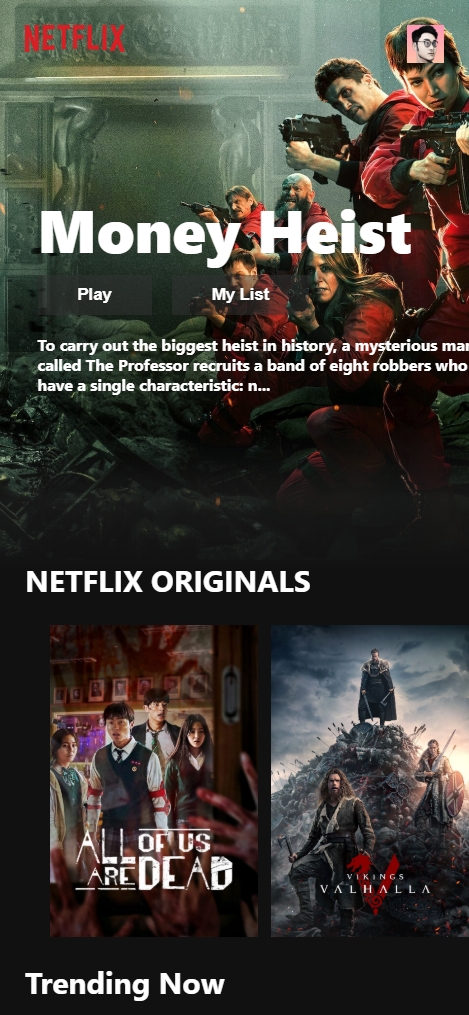 NETFLIX
Money Heist
Play
My List
To carry out the biggest heist in history, a mysterious man
called The Professor recruits a band of eight robbers who
have a single characteristic: n...
NETFLIX ORIGINALS
ALL OF US
ARE DEAD
VIKINGS
VALHALLA
Trending Now